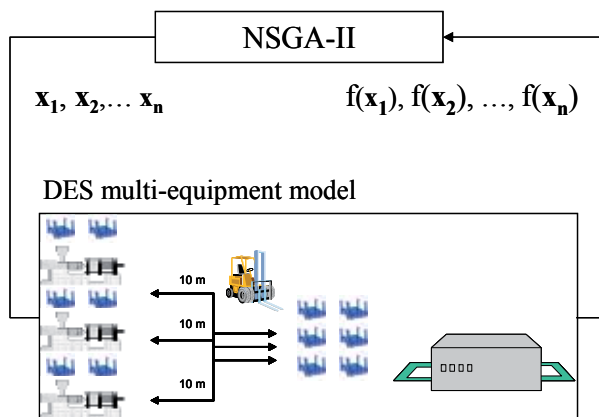 NSGA-II
x₁, x₂,... xₙ
f(x₁), f(x₂), ..., f(xₙ)
DES multi-equipment model
10 m
10 m
10 m